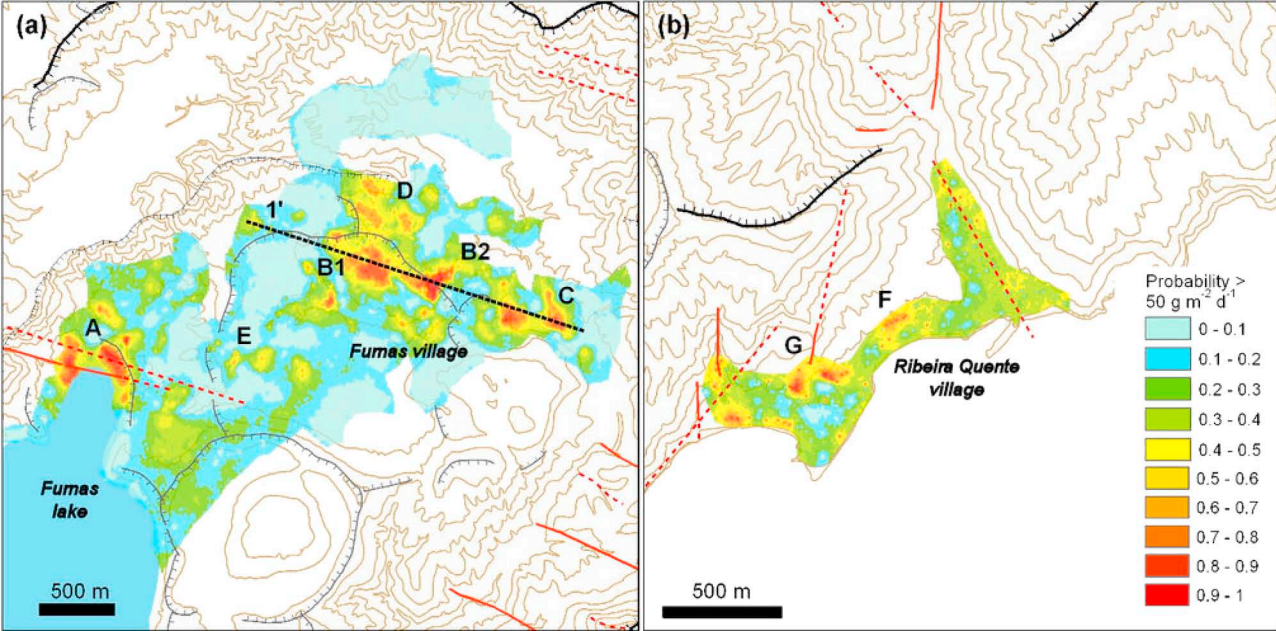 (a)
D
1'
B1
B2
C
A
E
Furnas village
Furnas
lake
500 m
(b)
F
G
Ribeira Quente
village
500 m
Probability >
50 g m⁻² d⁻¹
0 - 0.1
0.1 - 0.2
0.2 - 0.3
0.3 - 0.4
0.4 - 0.5
0.5 - 0.6
0.6 - 0.7
0.7 - 0.8
0.8 - 0.9
0.9 - 1